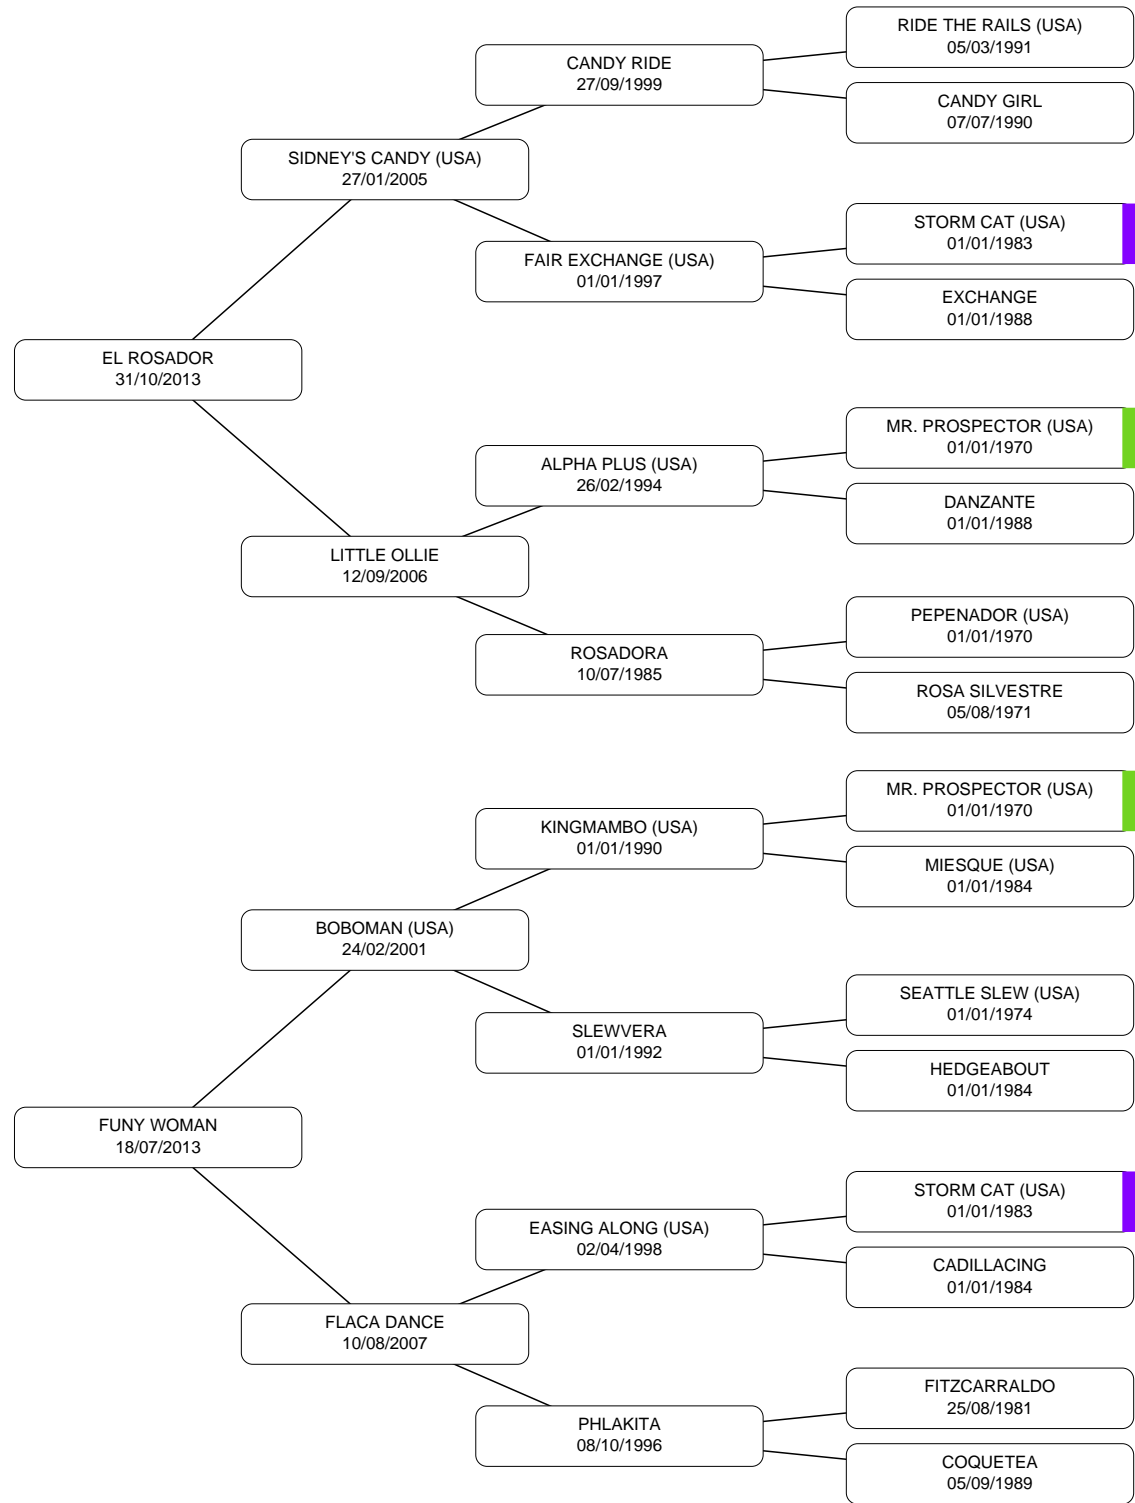 RIDE THE RAILS (USA)
05/03/1991
CANDY RIDE
27/09/1999
CANDY GIRL
07/07/1990
SIDNEY'S CANDY (USA)
27/01/2005
STORM CAT (USA)
01/01/1983
FAIR EXCHANGE (USA)
01/01/1997
EXCHANGE
01/01/1988
EL ROSADOR
31/10/2013
MR. PROSPECTOR (USA)
01/01/1970
ALPHA PLUS (USA)
26/02/1994
DANZANTE
01/01/1988
LITTLE OLLIE
12/09/2006
PEPENADOR (USA)
01/01/1970
ROSADORA
10/07/1985
ROSA SILVESTRE
05/08/1971
MR. PROSPECTOR (USA)
01/01/1970
KINGMAMBO (USA)
01/01/1990
MIESQUE (USA)
01/01/1984
BOBOMAN (USA)
24/02/2001
SEATTLE SLEW (USA)
01/01/1974
SLEWVERA
01/01/1992
HEDGEABOUT
01/01/1984
FUNY WOMAN
18/07/2013
STORM CAT (USA)
01/01/1983
EASING ALONG (USA)
02/04/1998
CADILLACING
01/01/1984
FLACA DANCE
10/08/2007
FITZCARRALDO
25/08/1981
PHLAKITA
08/10/1996
COQUETEA
05/09/1989